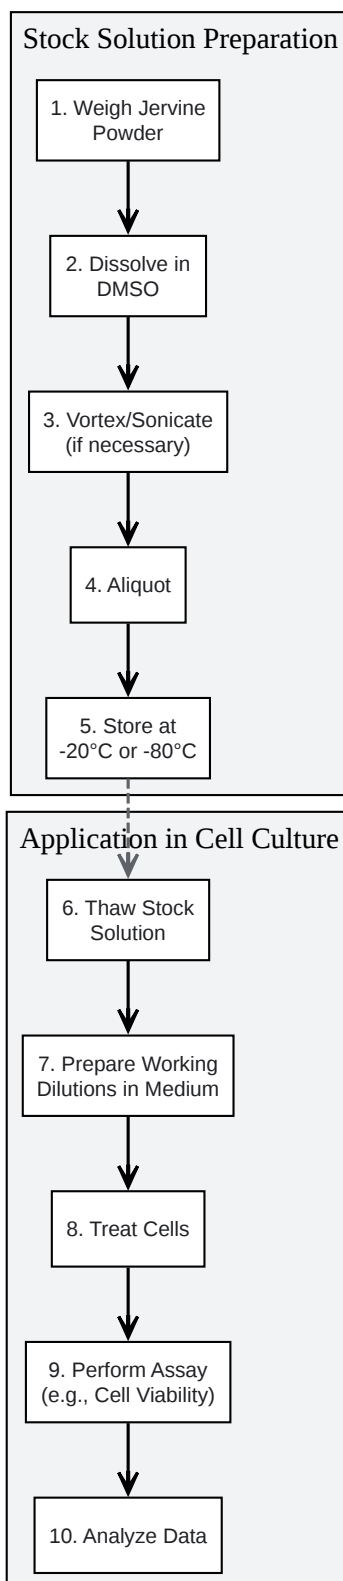 Stock Solution Preparation
1. Weigh Jervine
Powder
2. Dissolve in
DMSO
3. Vortex/Sonicate
(if necessary)
4. Aliquot
5. Store at
-20°C or -80°C
Application in Cell Culture
6. Thaw Stock
Solution
7. Prepare Working
Dilutions in Medium
8. Treat Cells
9. Perform Assay
(e.g., Cell Viability)
10. Analyze Data